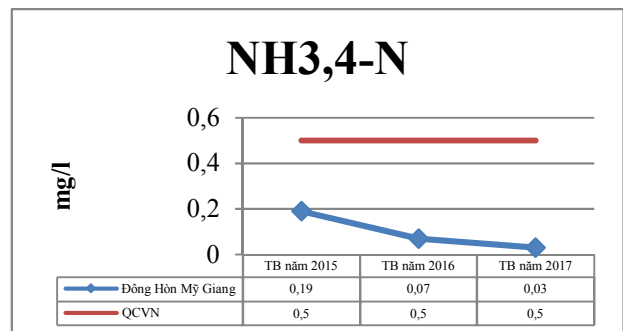 NH3,4-N
mg/l
0,6
0,4
0,2
0
TB năm 2015 TB năm 2016 TB năm 2017
Đông Hòn Mỹ Giang 0,19 0,07 0,03
QCVN 0,5 0,5 0,5